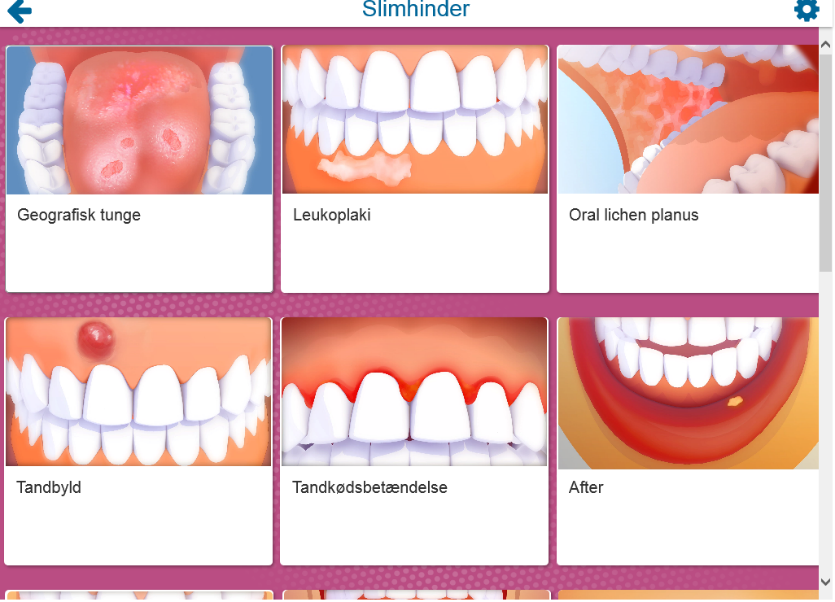 Slimhinder
Geografisk tunge
Leukoplaki
Oral lichen planus
Tandbyld
Tandkødsbetændelse
After